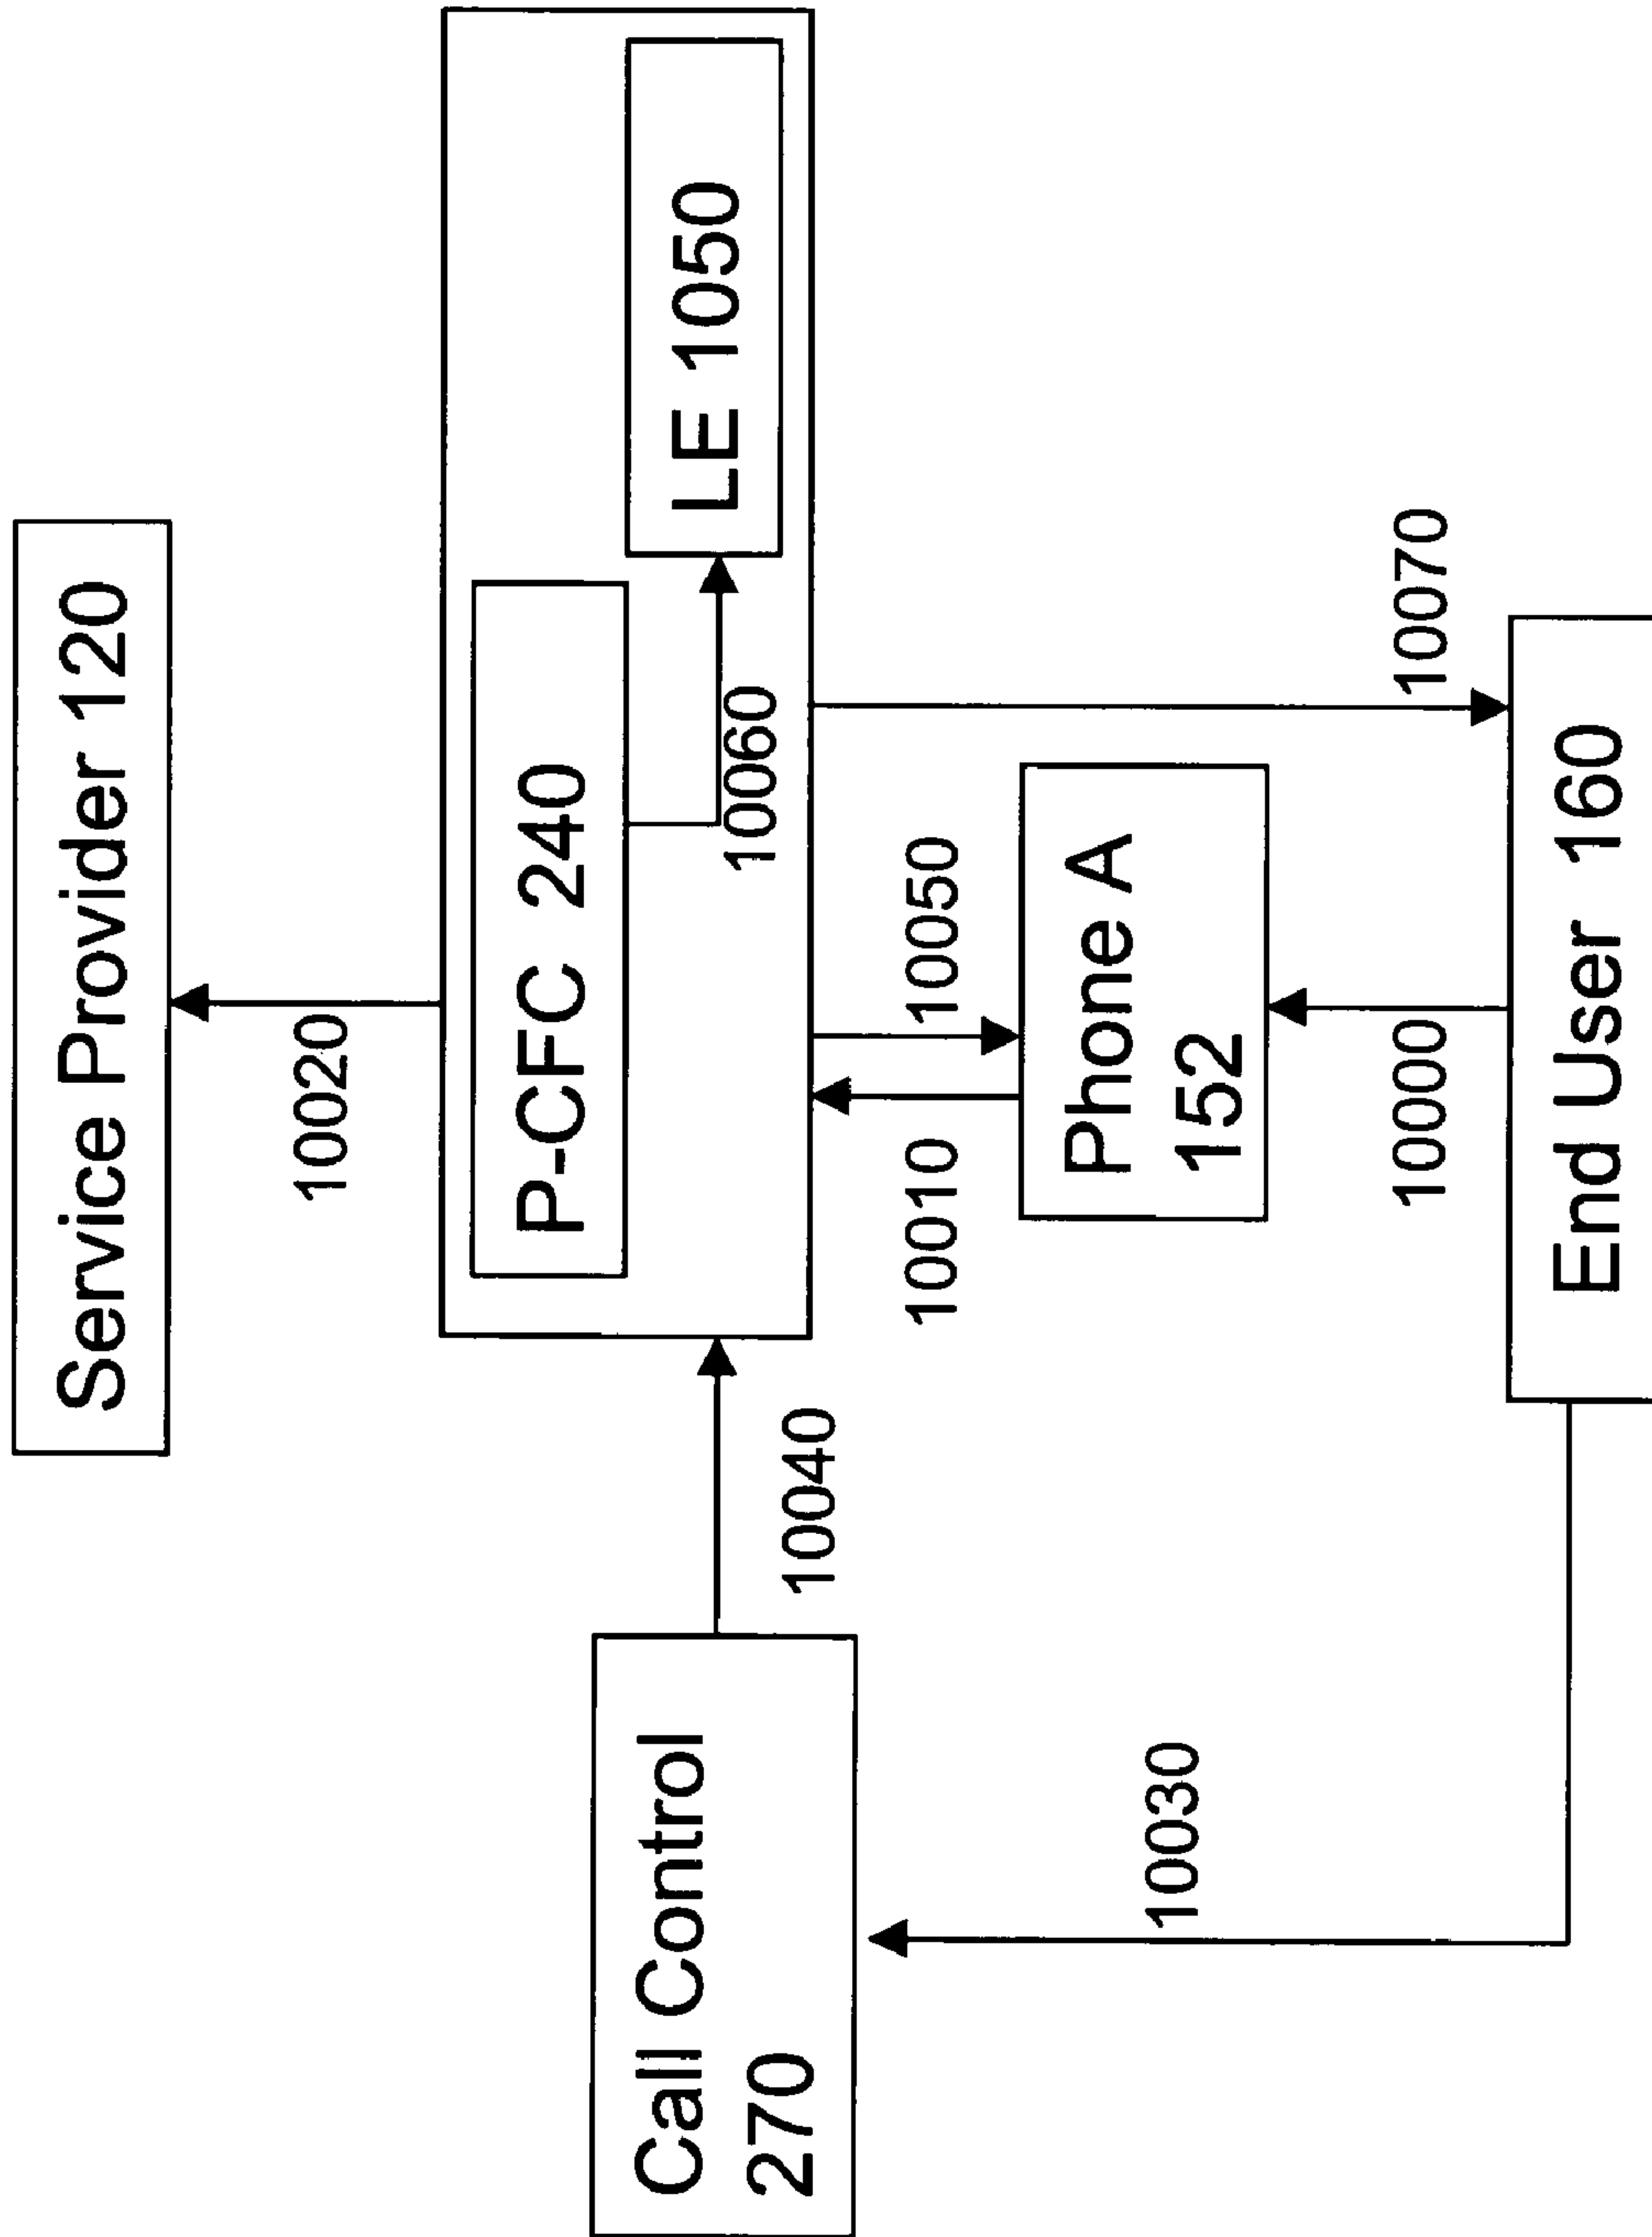 Service Provider 120
10020
P-CFC 240
LE 1050
10060
Call Control
270
10040
10010
10050
Phone A
152
10030
10000
10070
End User 160